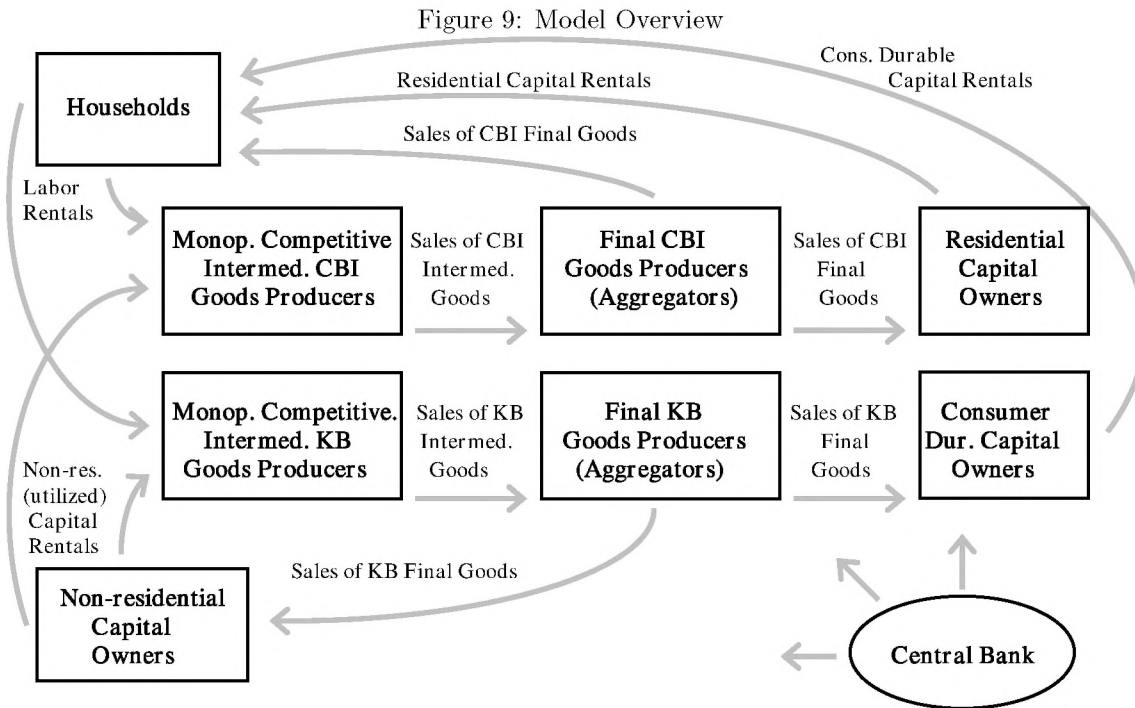 Figure 9: Model Overview
Cons. Durable
Capital Rentals
Residential Capital Rentals
Households
Sales of CBI Final Goods
Labor
Rentals
Monop. Competitive
Intermed. CBI
Goods Producers
Sales of CBI
Intermed.
Goods
Final CBI
Goods Producers
(Aggregators)
Sales of CBI
Final
Goods
Residential
Capital
Owners
Monop. Competitive.
Intermed. KB
Goods Producers
Sales of KB
Intermed.
Goods
Final KB
Goods Producers
(Aggregators)
Sales of KB
Final
Goods
Consumer
Dur. Capital
Owners
Non-res.
(utilized)
Capital
Rentals
Sales of KB Final Goods
Non-residential
Capital
Owners
Central Bank